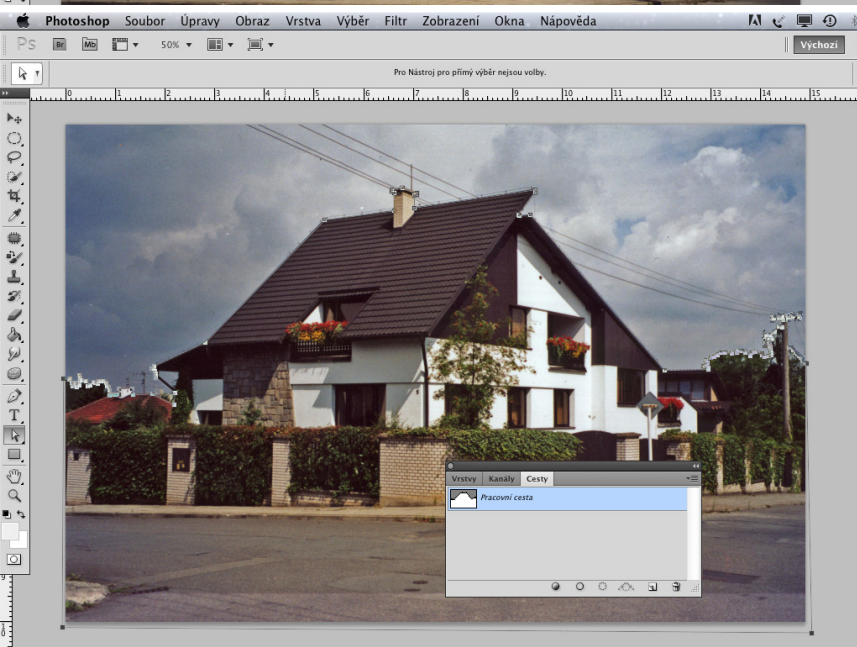 Photoshop Soubor Úpravy Obraz Vrstva Výběr Filtr Zobrazení Okna Nápověda
Ps Br Mb 50% Výchozí
Pro Nástroj pro přímý výběr nejsou volby.
0 1 2 3 4 5 6 7 8 9 10 11 12 13 14 15
Vrstvy Kanály Cesty
Pracovní cesta
T
9
10